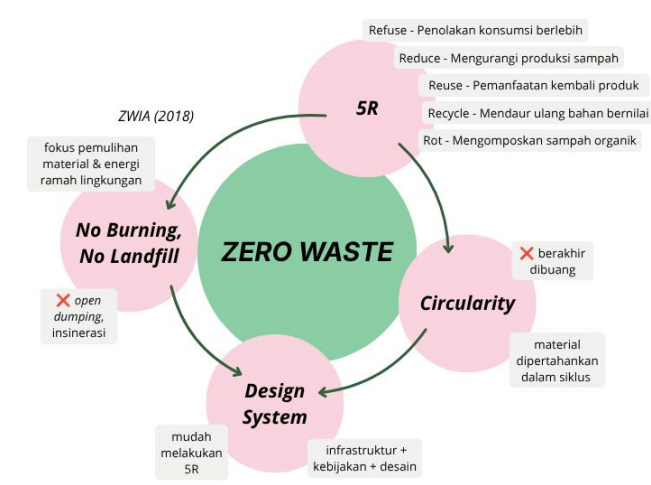 Refuse - Penolakan konsumsi berlebih
Reduce - Mengurangi produksi sampah
Reuse - Pemanfaatan kembali produk
Recycle - Mendaur ulang bahan bernilai
Rot - Mengomposkan sampah organik
5R
ZWIA (2018)
fokus pemulihan
material & energi
ramah lingkungan
No Burning,
No Landfill
❌ open
dumping,
insinerasi
ZERO WASTE
❌ berakhir
dibuang
Circularity
material
dipertahankan
dalam siklus
Design
System
mudah
melakukan
5R
infrastruktur +
kebijakan + desain